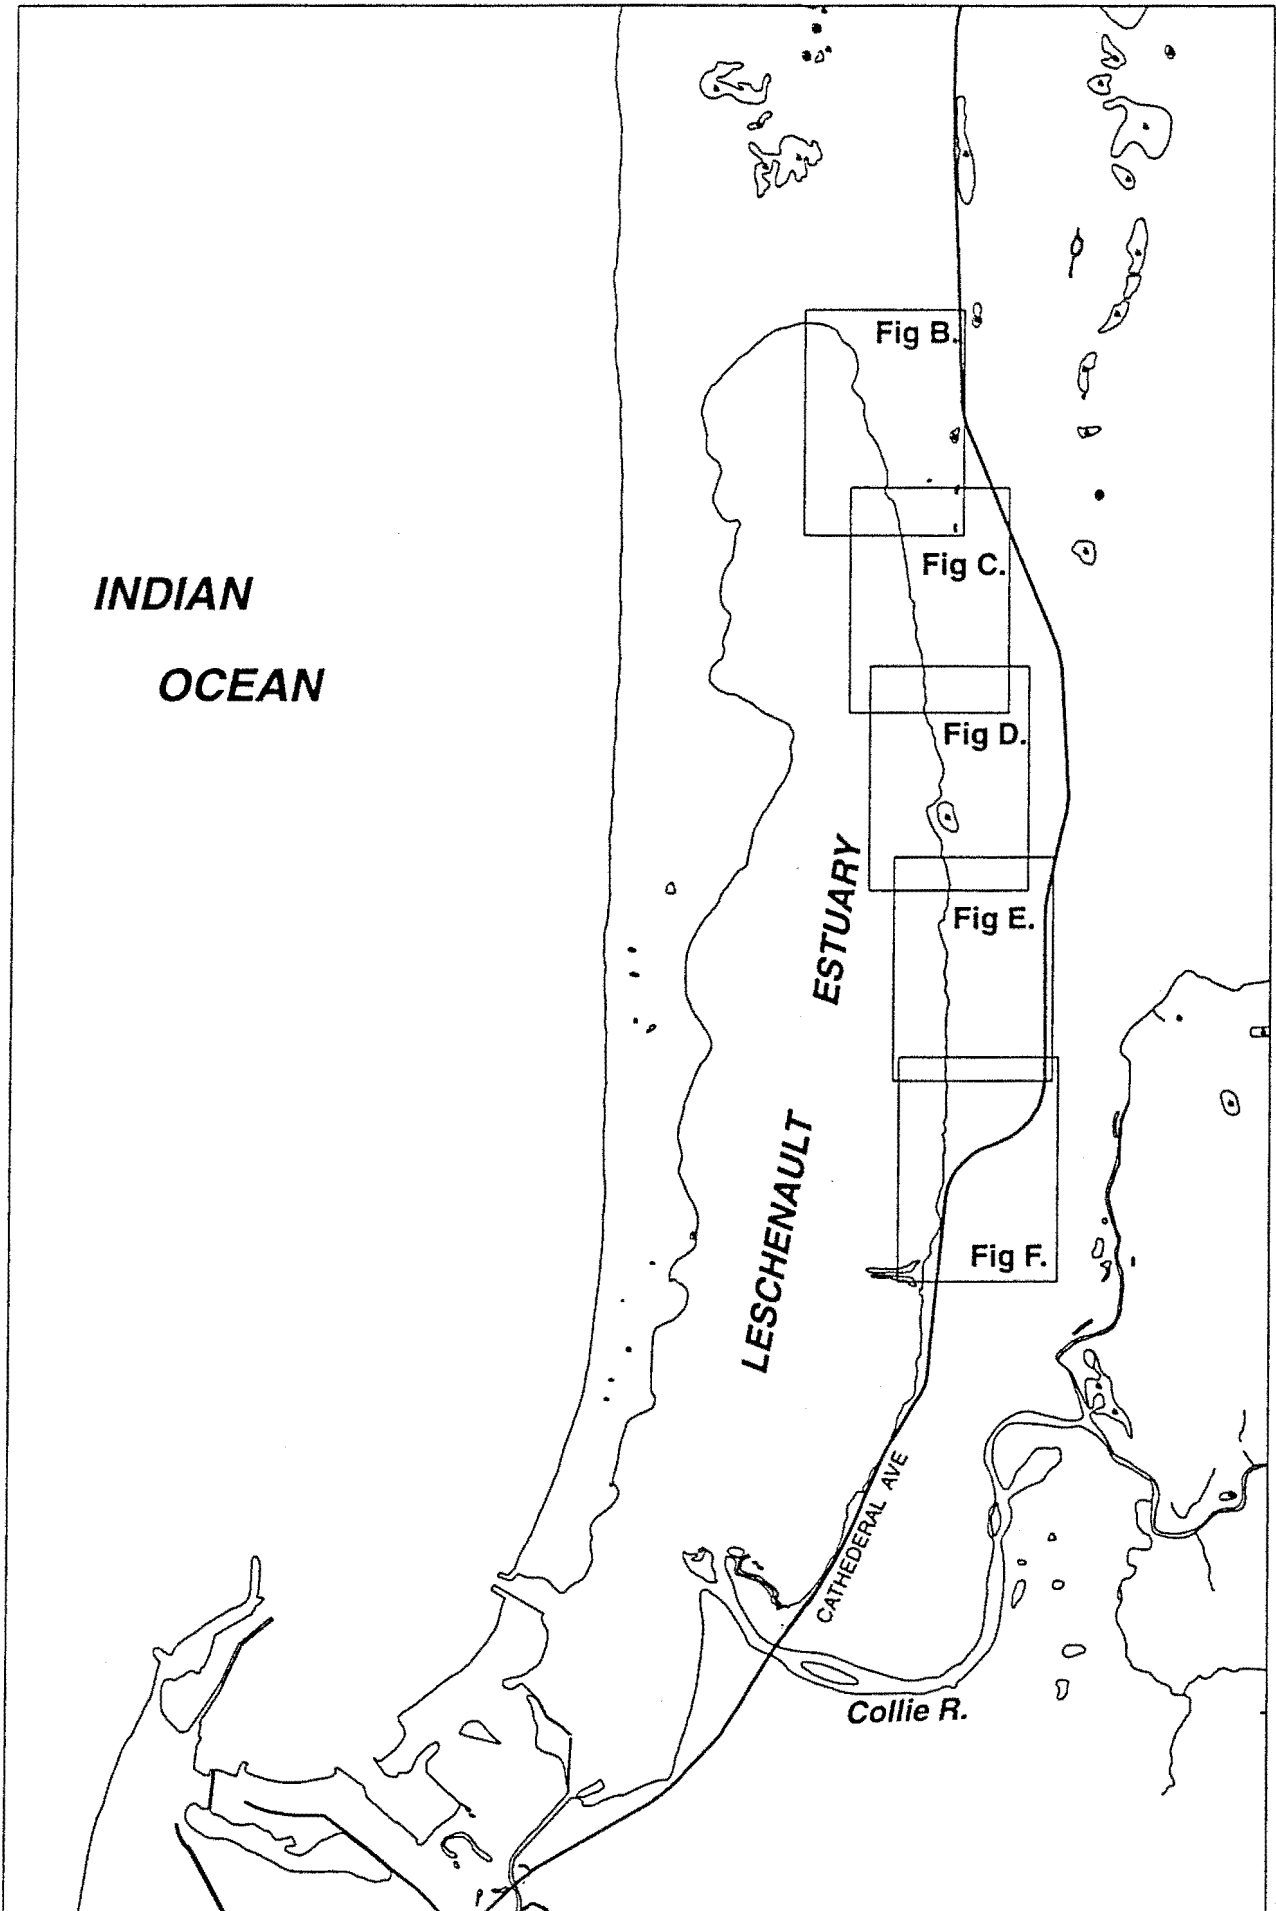 Fig B.
Fig C.
INDIAN
OCEAN
Fig D.
ESTUARY
Fig E.
LESCHENAULT
Fig F.
CATHEDERAL AVE
Collie R.